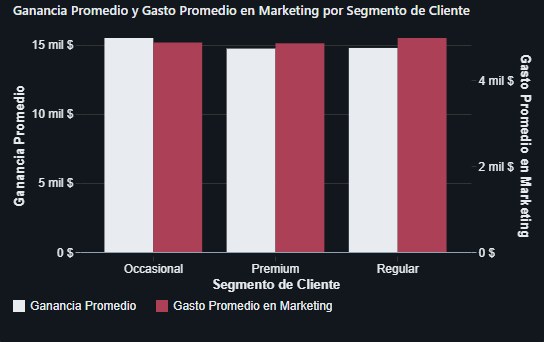 Ganancia Promedio y Gasto Promedio en Marketing por Segmento de Cliente
Ganancia Promedio
15 mil $
10 mil $
5 mil $
0 $
4 mil $
2 mil $
0 $
Gasto Promedio en Marketing
Occasional Premium Regular
Segmento de Cliente
Ganancia Promedio Gasto Promedio en Marketing